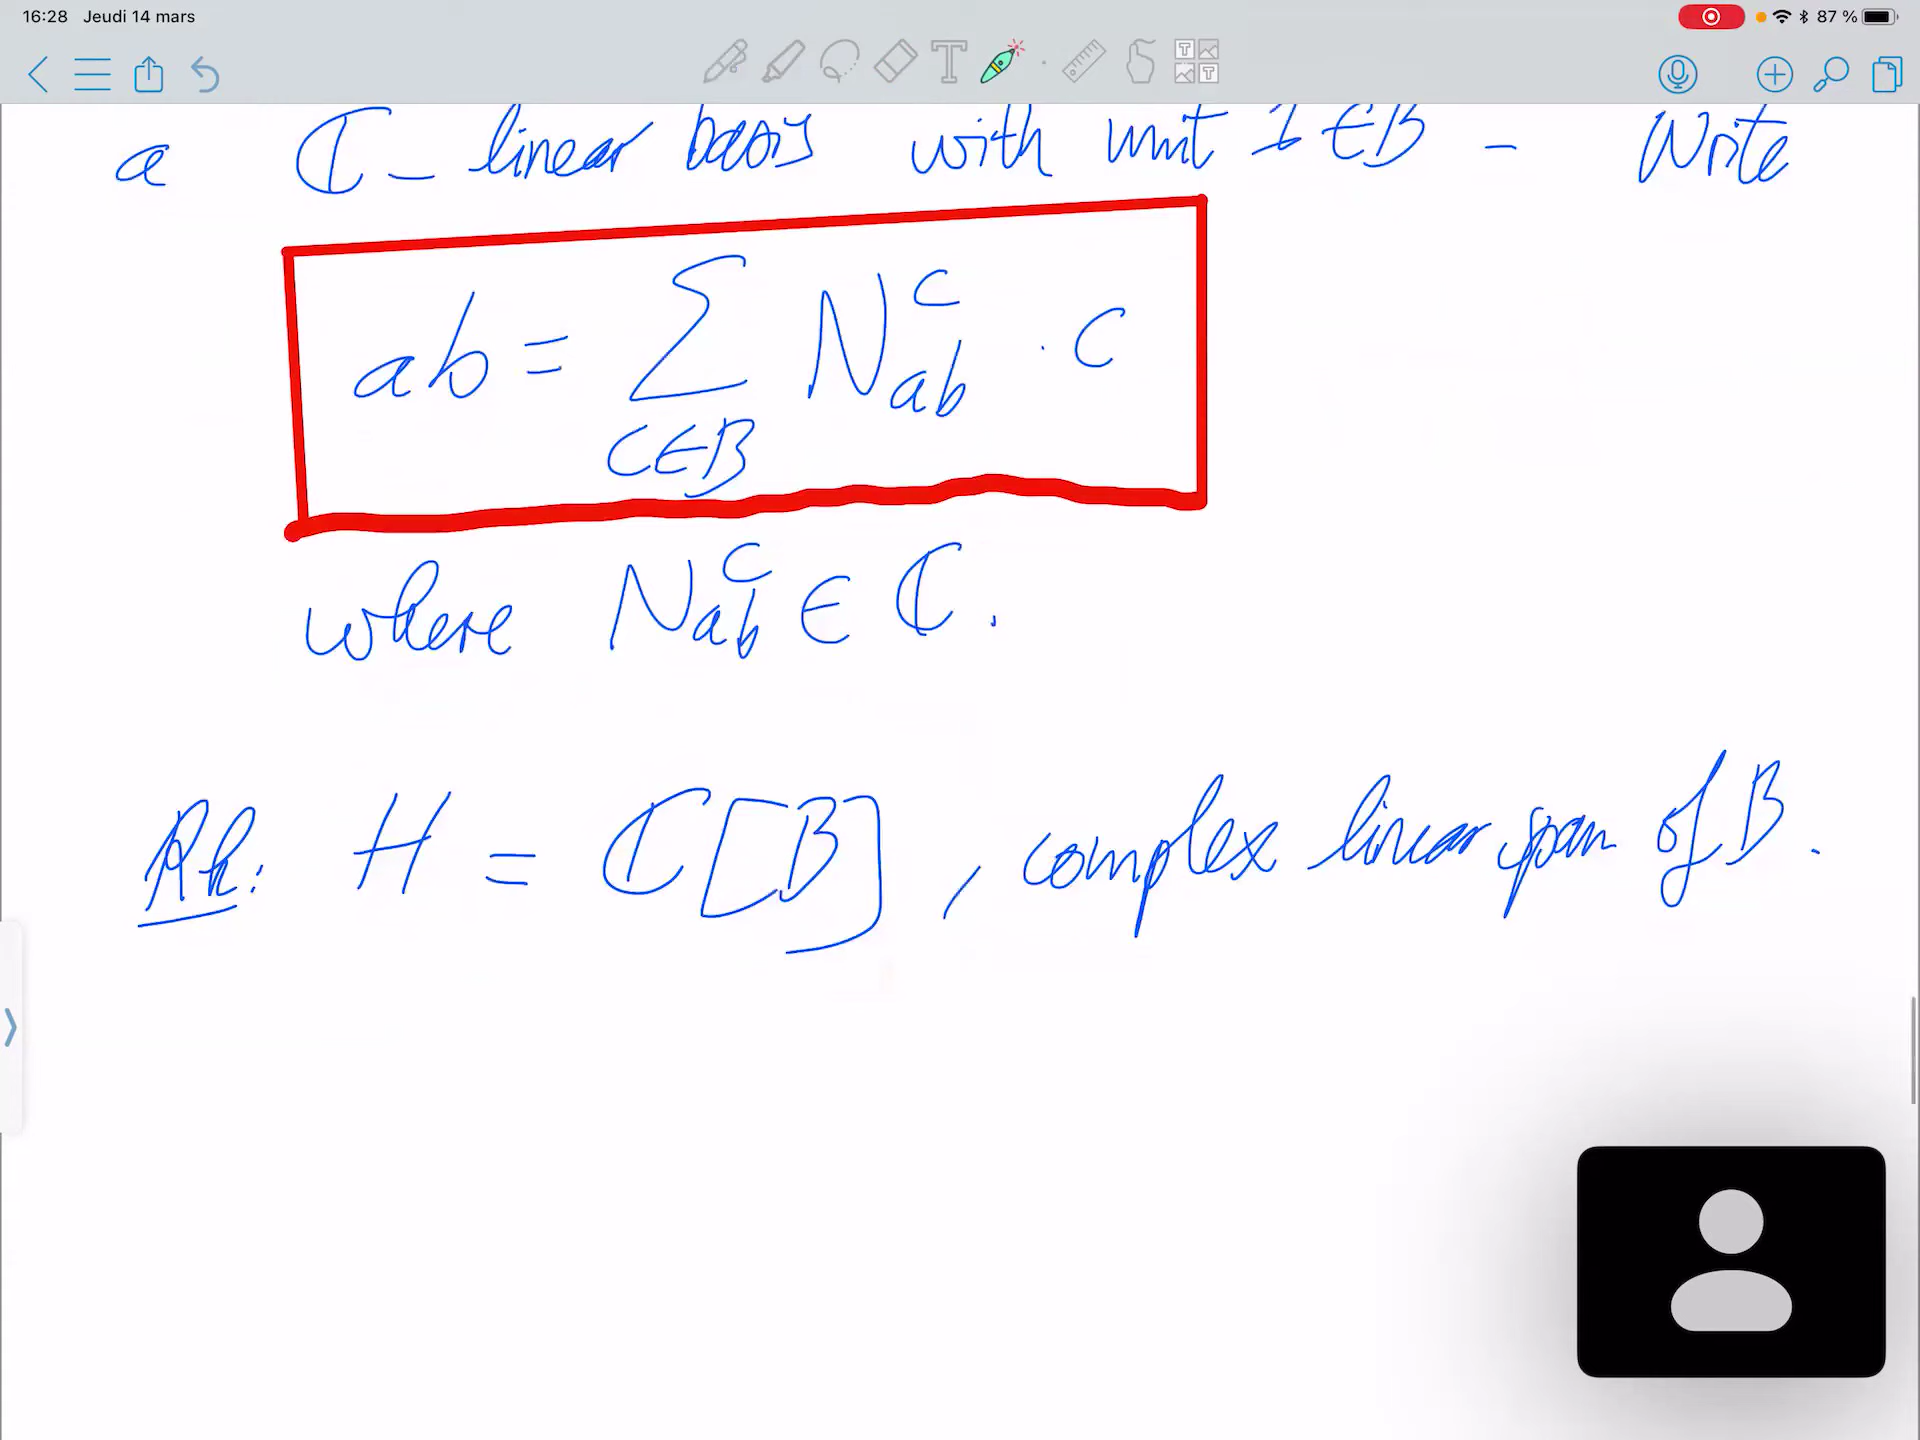 16:28 Jeudi 14 mars 87 %
a ℂ - linear basis with unit 1 ∈ B - Write
ab = ∑ N_{ab}^c · c
c∈B
where N_{ab}^c ∈ ℂ.
Rk: H = ℂ[B], complex linear span of B.